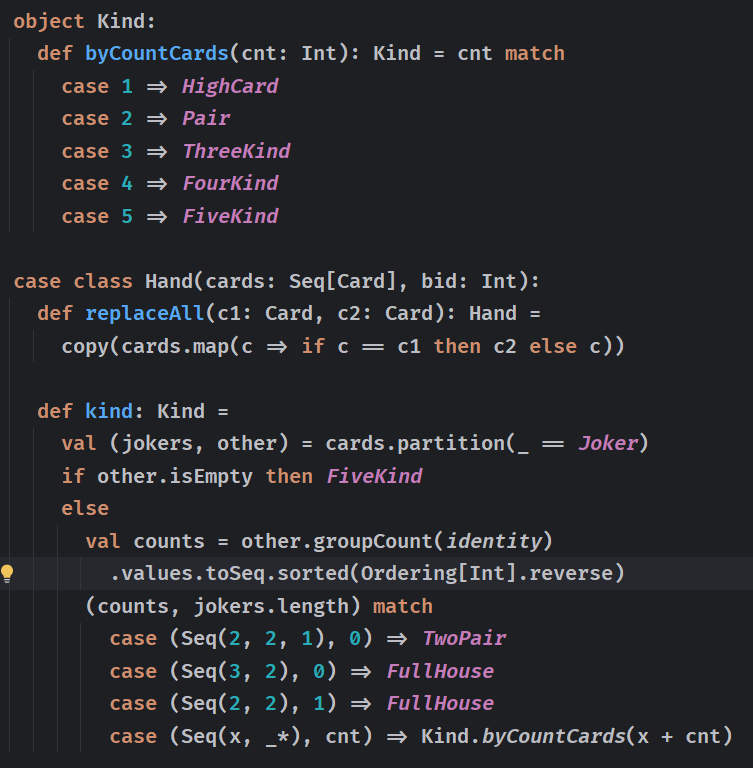 object Kind:
  def byCountCards(cnt: Int): Kind = cnt match
    case 1 => HighCard
    case 2 => Pair
    case 3 => ThreeKind
    case 4 => FourKind
    case 5 => FiveKind

case class Hand(cards: Seq[Card], bid: Int):
  def replaceAll(c1: Card, c2: Card): Hand =
    copy(cards.map(c => if c == c1 then c2 else c))

  def kind: Kind =
    val (jokers, other) = cards.partition(_ == Joker)
    if other.isEmpty then FiveKind
    else
      val counts = other.groupCount(identity)
        .values.toSeq.sorted(Ordering[Int].reverse)
      (counts, jokers.length) match
        case (Seq(2, 2, 1), 0) => TwoPair
        case (Seq(3, 2), 0) => FullHouse
        case (Seq(2, 2), 1) => FullHouse
        case (Seq(x, _*), cnt) => Kind.byCountCards(x + cnt)